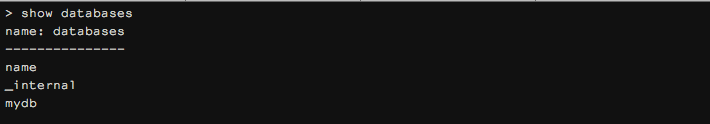 > show databases
name: databases
---------------
name
_internal
mydb